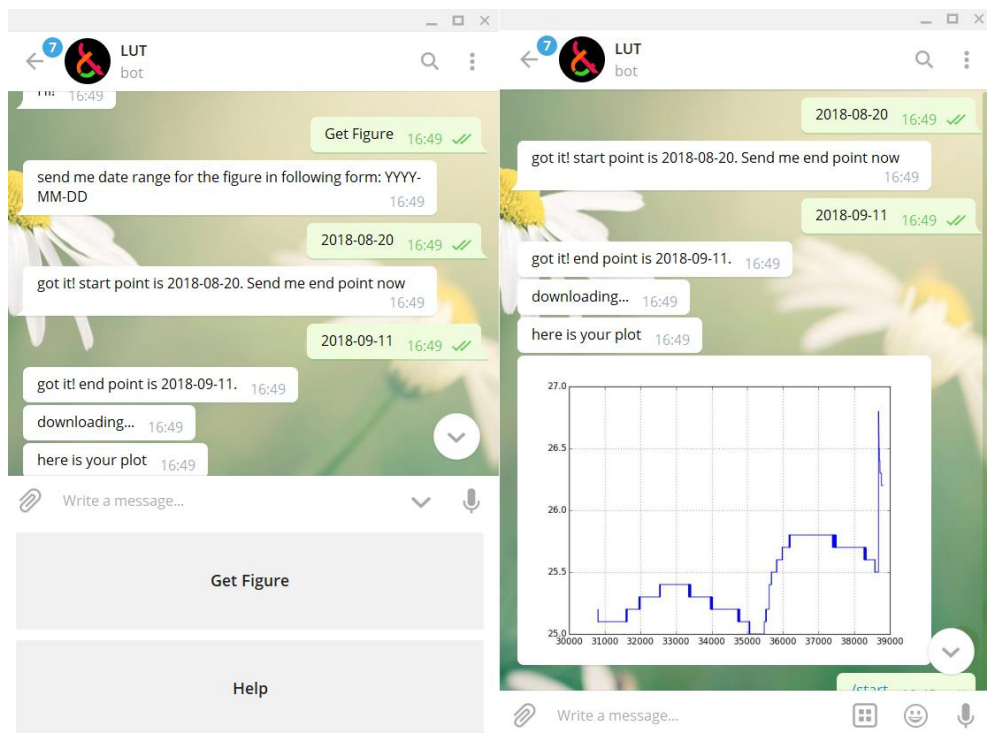 7
LUT
bot
Hi! 16:49
Get Figure 16:49
send me date range for the figure in following form: YYYY-
MM-DD 16:49
2018-08-20 16:49
got it! start point is 2018-08-20. Send me end point now
16:49
2018-09-11 16:49
got it! end point is 2018-09-11. 16:49
downloading... 16:49
here is your plot 16:49
Write a message...
Get Figure
Help
7
LUT
bot
2018-08-20 16:49
got it! start point is 2018-08-20. Send me end point now
16:49
2018-09-11 16:49
got it! end point is 2018-09-11. 16:49
downloading... 16:49
here is your plot 16:49
27.0
26.5
26.0
25.5
25.0
30000 31000 32000 33000 34000 35000 36000 37000 38000 39000
/start
Write a message...